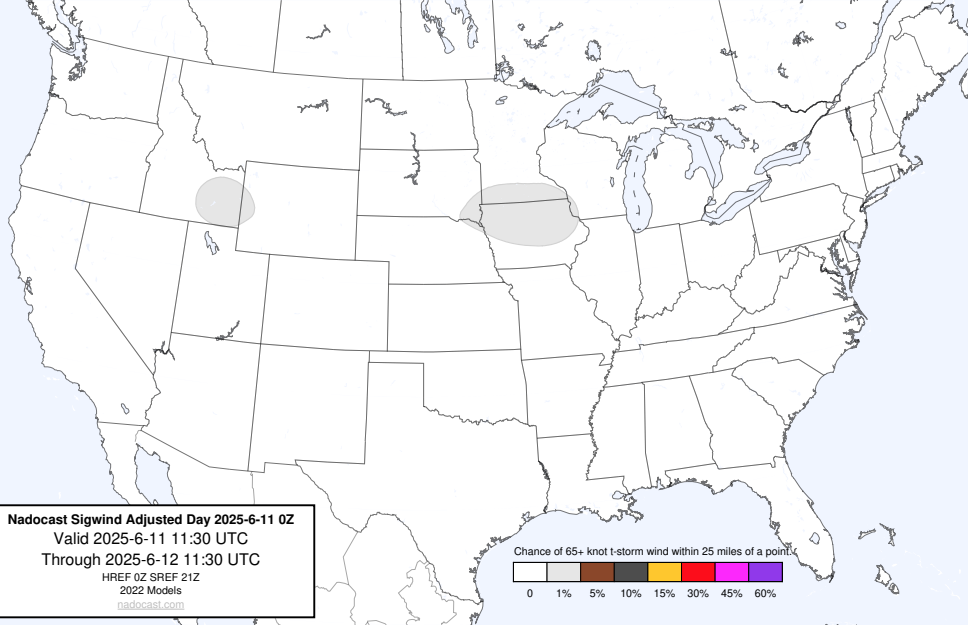 Nadocast Sigwind Adjusted Day 2025-6-11 0Z
Valid 2025-6-11 11:30 UTC
Through 2025-6-12 11:30 UTC
HREF 0Z SREF 21Z
2022 Models
nadocast.com
Chance of 65+ knot t-storm wind within 25 miles of a point.
0 1% 5% 10% 15% 30% 45% 60%